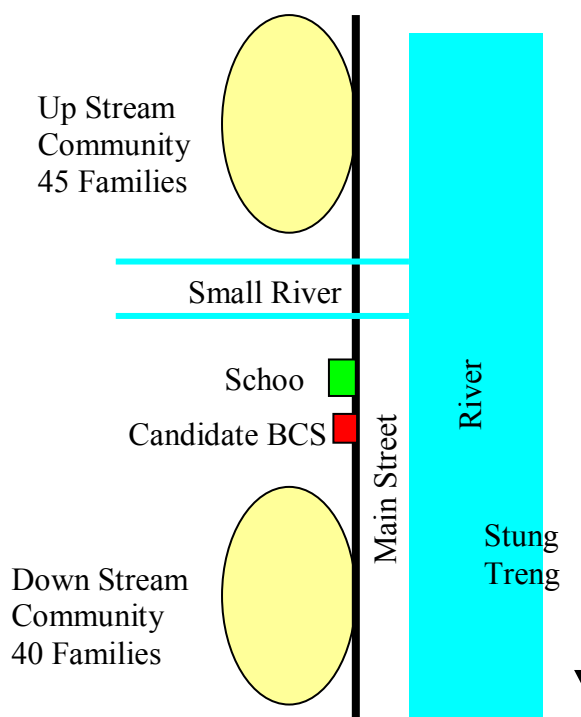 Up Stream
Community
45 Families
Small River
Schoo
Candidate BCS
River
Main Street
Stung
Treng
Down Stream
Community
40 Families